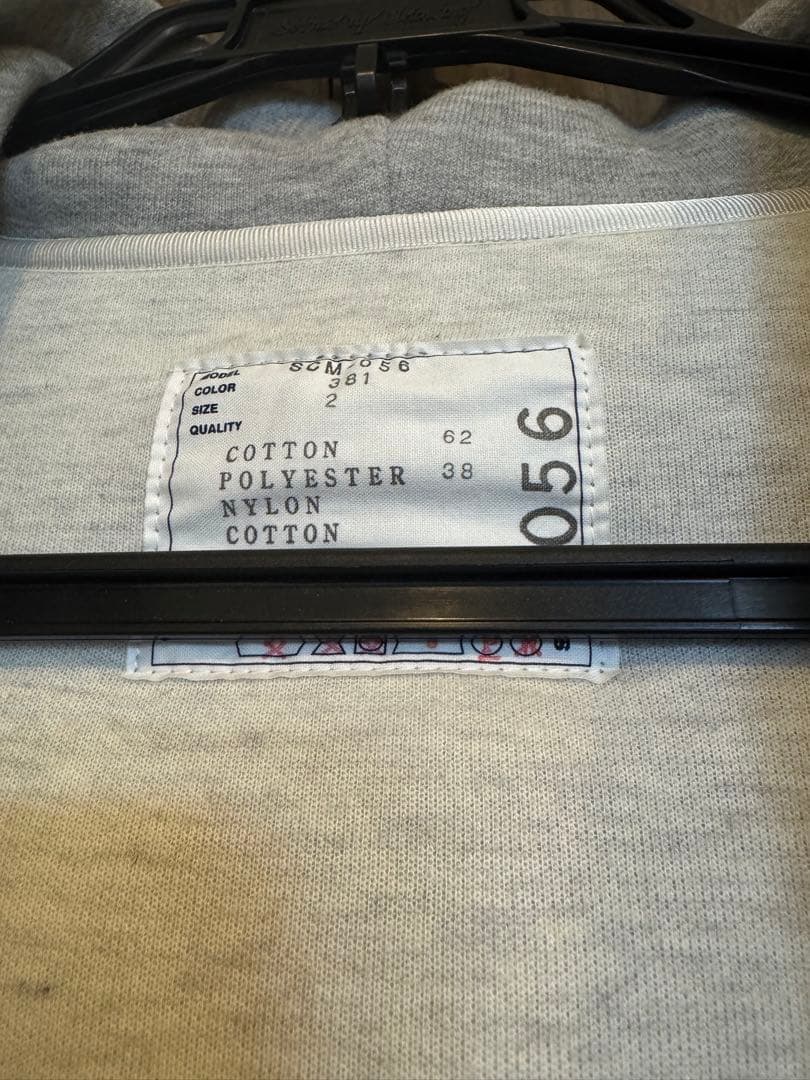 MODEL SCM/056
COLOR 381
SIZE 2
QUALITY
COTTON 62
POLYESTER 38
NYLON
COTTON
056
S